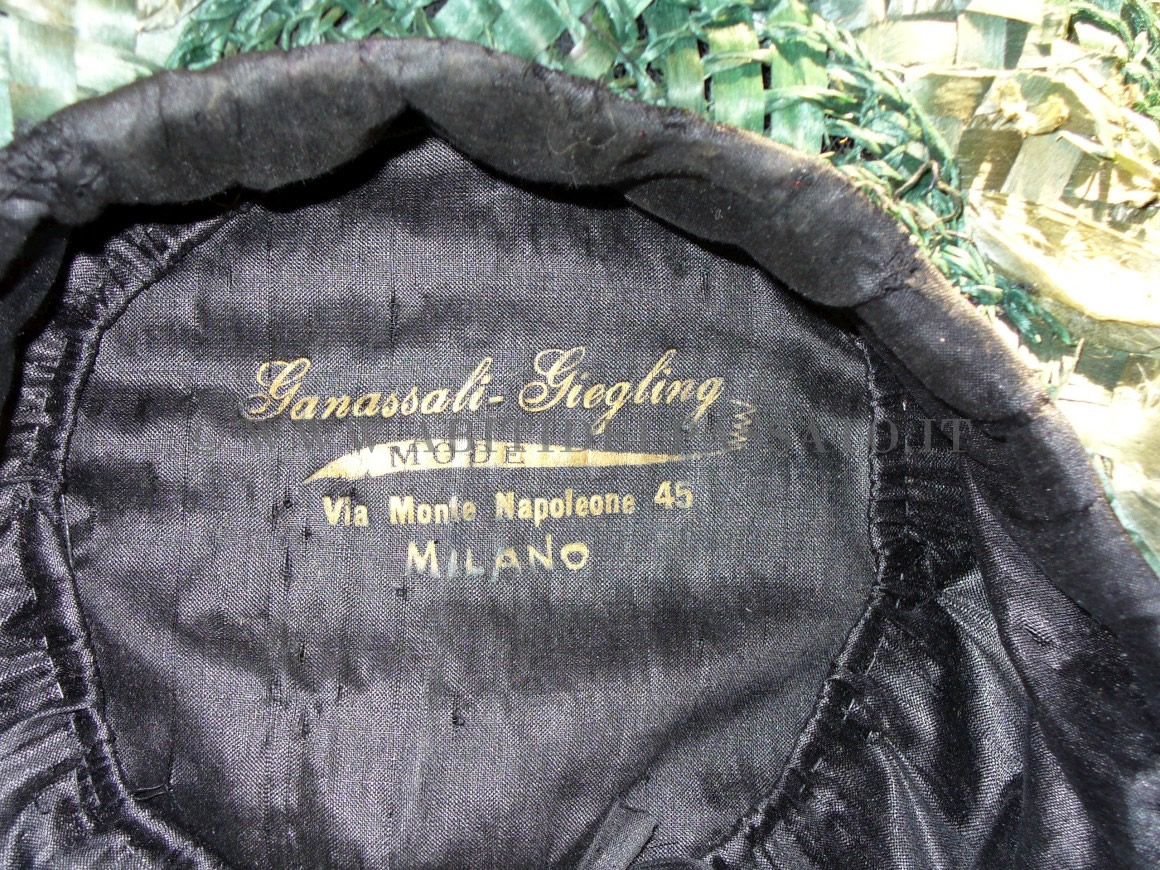 Ganassali-Giegling
MODE
Via Monte Napoleone 45
MILANO